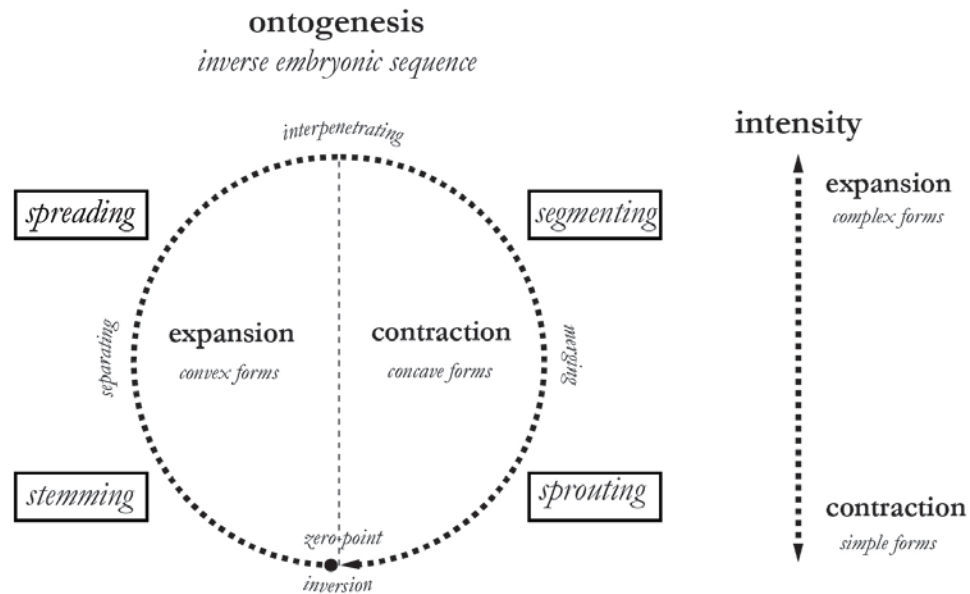 ontogenesis
inverse embryonic sequence
interpenetrating
intensity
spreading
segmenting
expansion
complex forms
separating
expansion
convex forms
contraction
concave forms
merging
stemming
sprouting
zero-point
inversion
contraction
simple forms